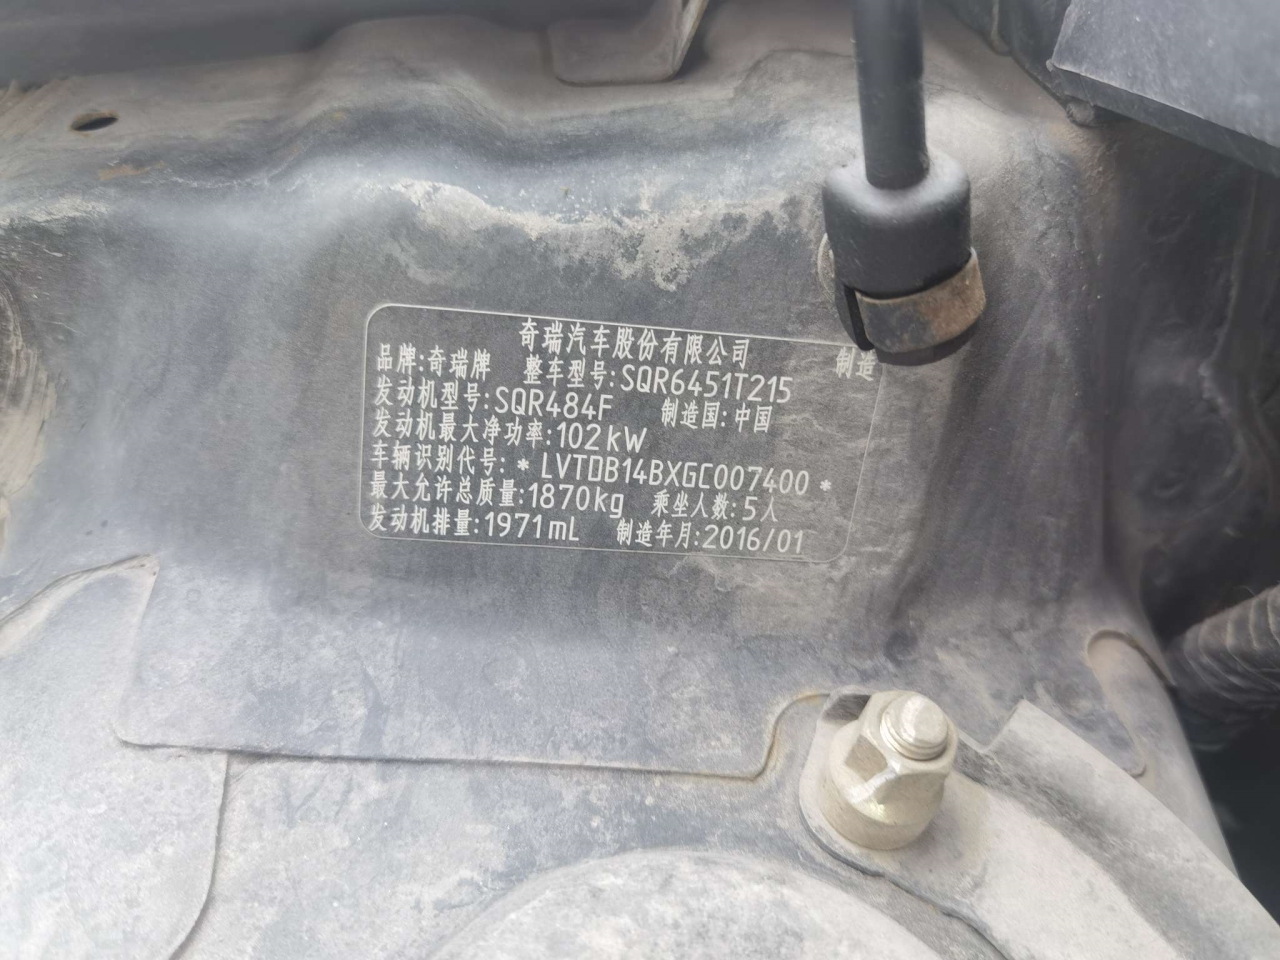 奇瑞汽车股份有限公司 制造
品牌:奇瑞牌 整车型号:SQR6451T215
发动机型号:SQR484F 制造国:中国
发动机最大净功率:102kW
车辆识别代号:*LVTDB14BXGC007400*
最大允许总质量:1870kg 乘坐人数:5人
发动机排量:1971mL 制造年月:2016/01